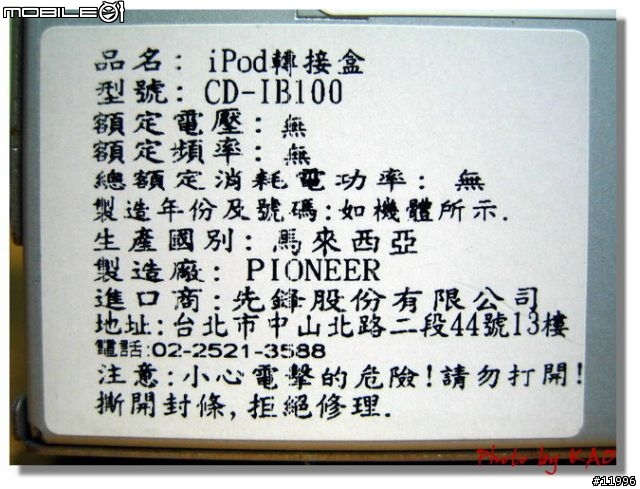 MOBILE01
品名: iPod轉接盒
型號: CD-IB100
額定電壓: 無
額定頻率: 無
總額定消耗電功率: 無
製造年份及號碼:如機體所示.
生產國別: 馬來西亞
製造廠: PIONEER
進口商:先鋒股份有限公司
地址:台北市中山北路二段44號13樓
電話:02-2521-3588
注意:小心電擊的危險!請勿打開!
撕開封條,拒絕修理.
Photo by KAO
#11996